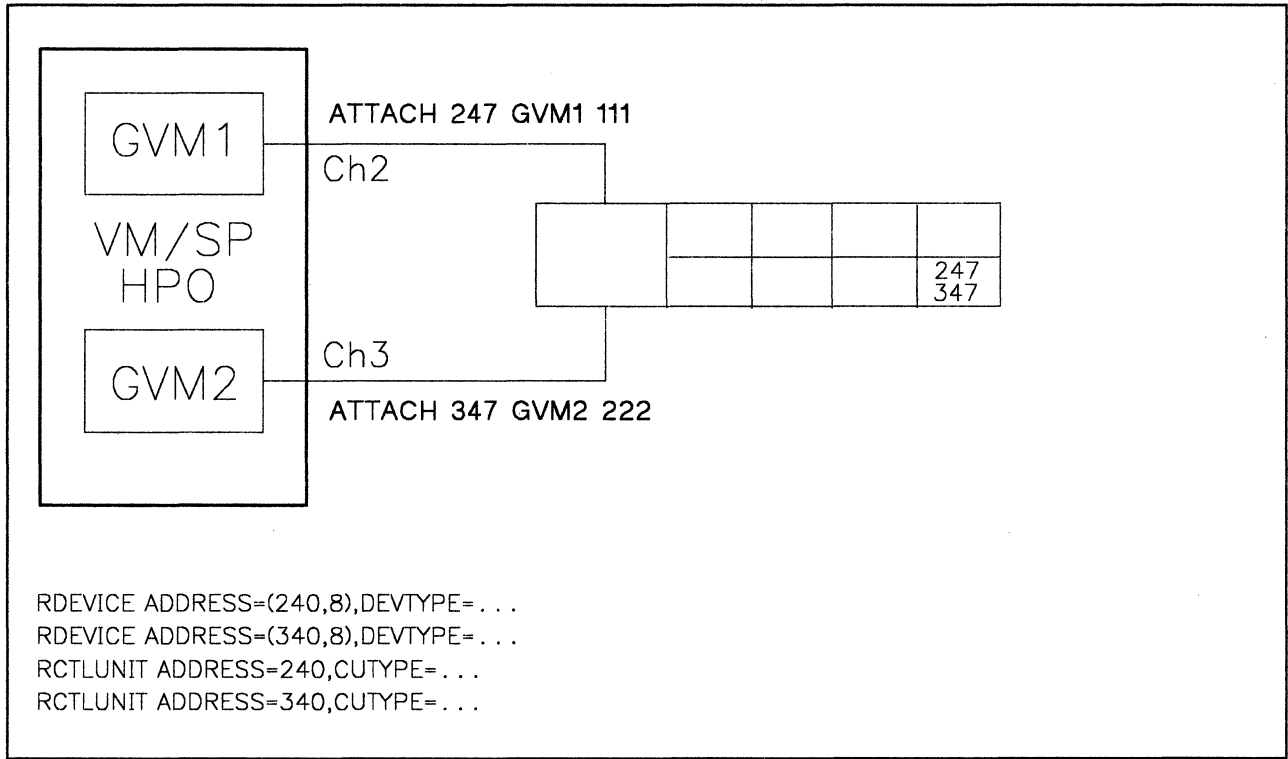 ATTACH 247 GVM1 111
GVM1
Ch2
VM/SP
HPO
247
347
Ch3
GVM2
ATTACH 347 GVM2 222
RDEVICE ADDRESS=(240,8),DEVTYPE=...
RDEVICE ADDRESS=(340,8),DEVTYPE=...
RCTLUNIT ADDRESS=240,CUTYPE=...
RCTLUNIT ADDRESS=340,CUTYPE=...